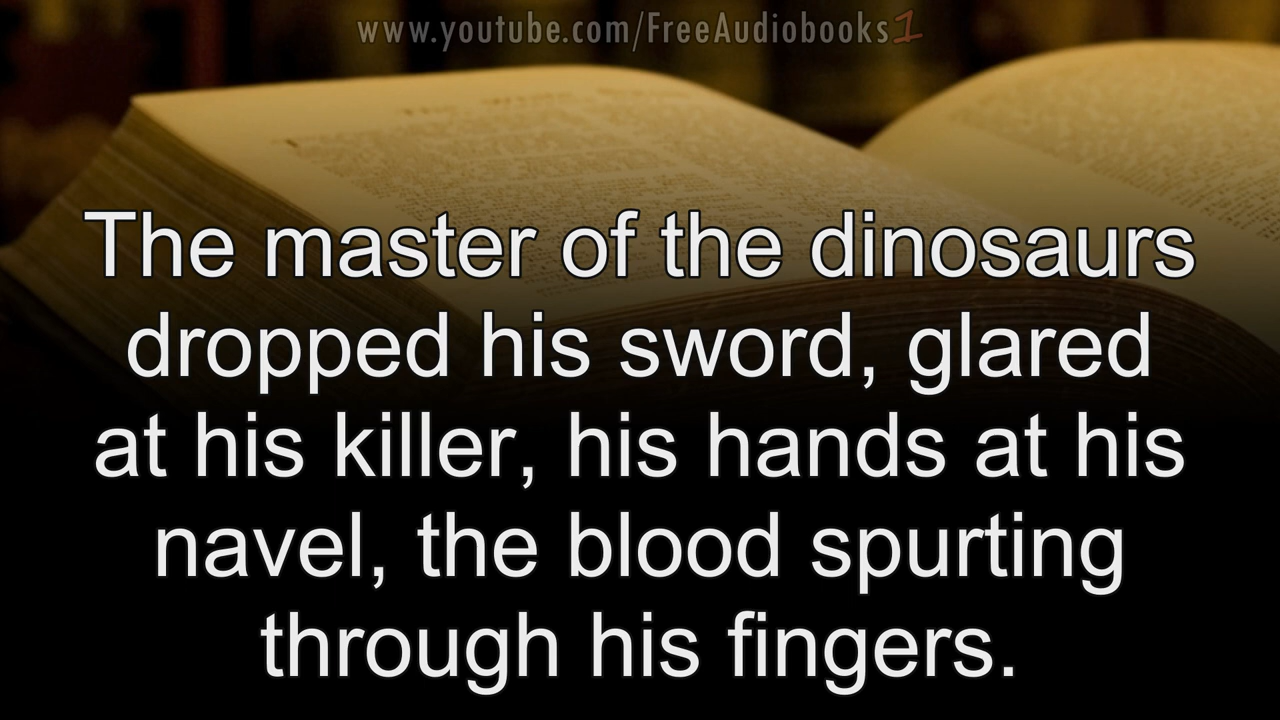 www.youtube.com/FreeAudiobooks1
The master of the dinosaurs
dropped his sword, glared
at his killer, his hands at his
navel, the blood spurting
through his fingers.